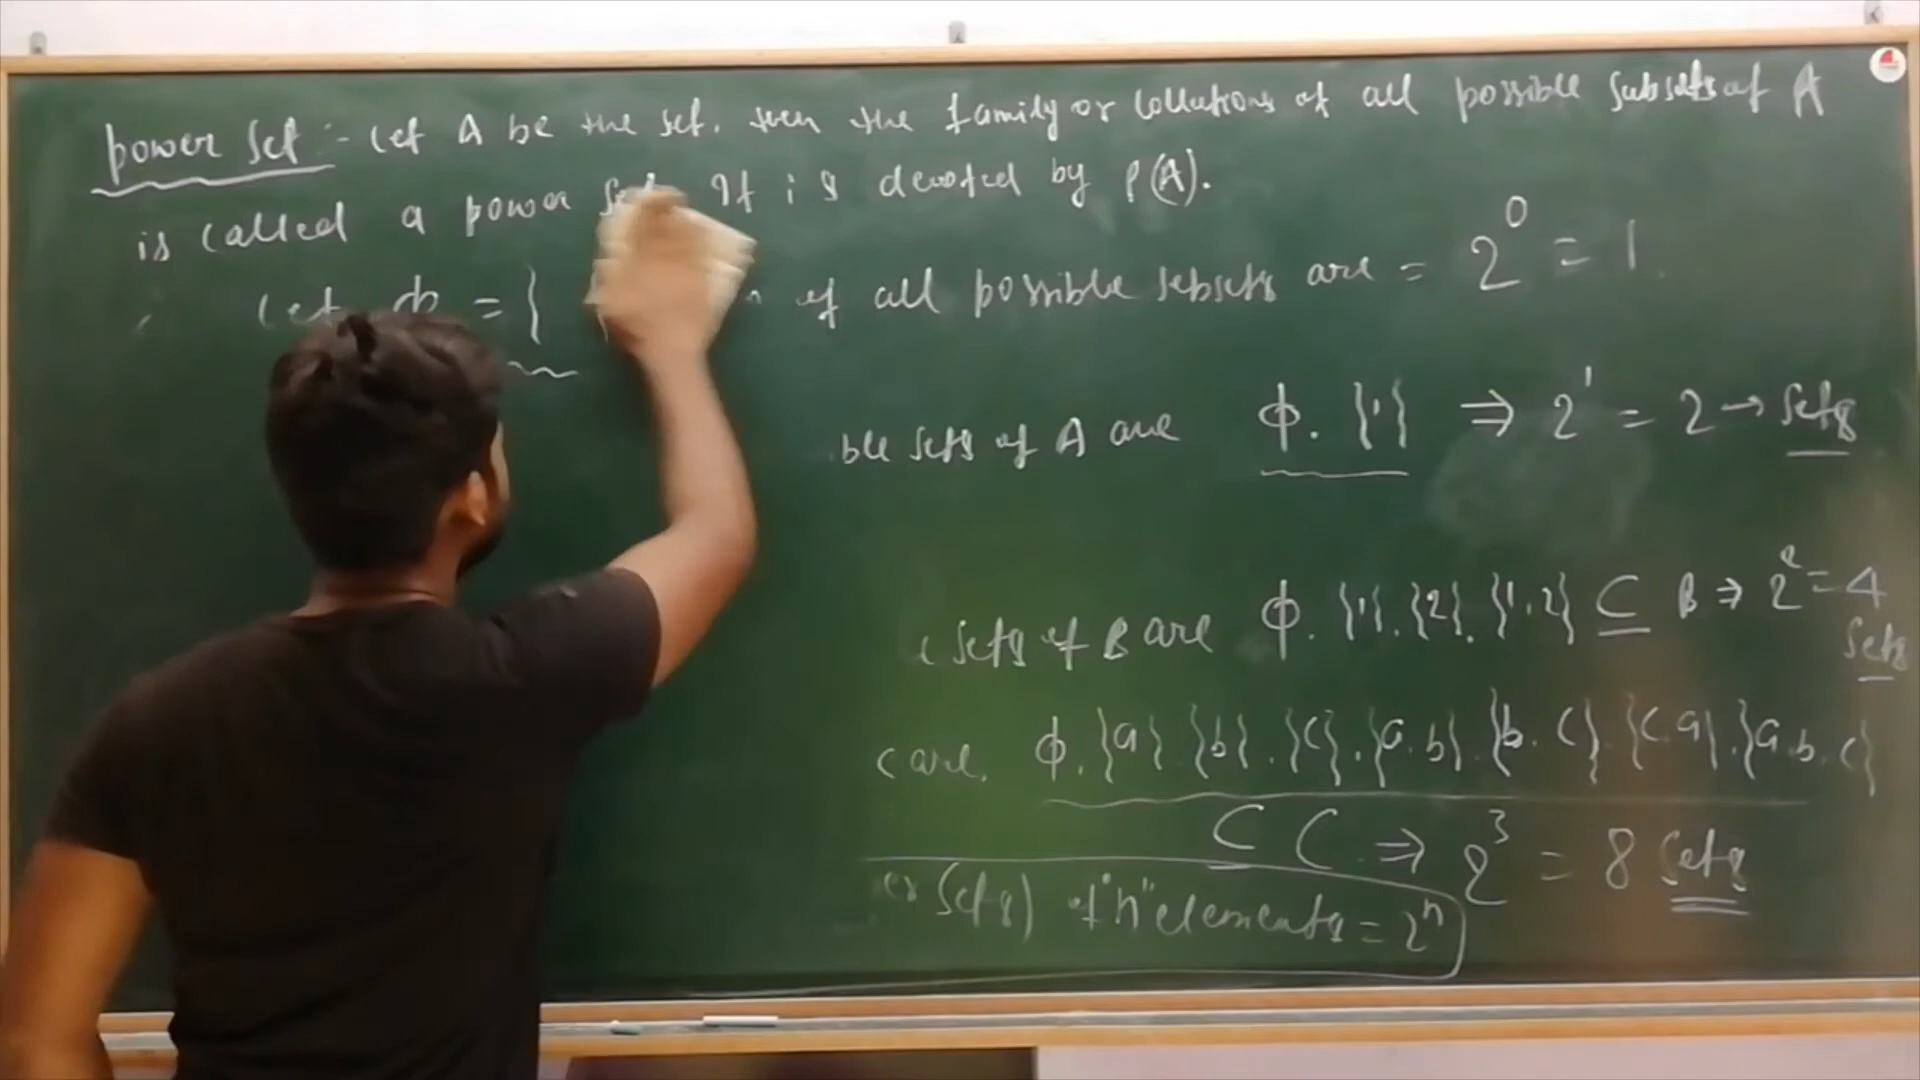 power set :- Let A be the set. then the family or collections of all possible subsets of A
is called a power set. It is denoted by P(A).
Let ϕ = { of all possible sebsets are = 2⁰ = 1.
ble sets of A are ϕ. {1} ⇒ 2¹ = 2 → sets
e sets of B are ϕ. {1}. {2}. {1.2} ⊆ B ⇒ 2² = 4 sets
C are. ϕ. {a} {b}. {c}. {a.b}. {b.c}. {c.a}. {a.b.c}
⊆ C ⇒ 2³ = 8 sets
er sets) of "n" elements = 2ⁿ